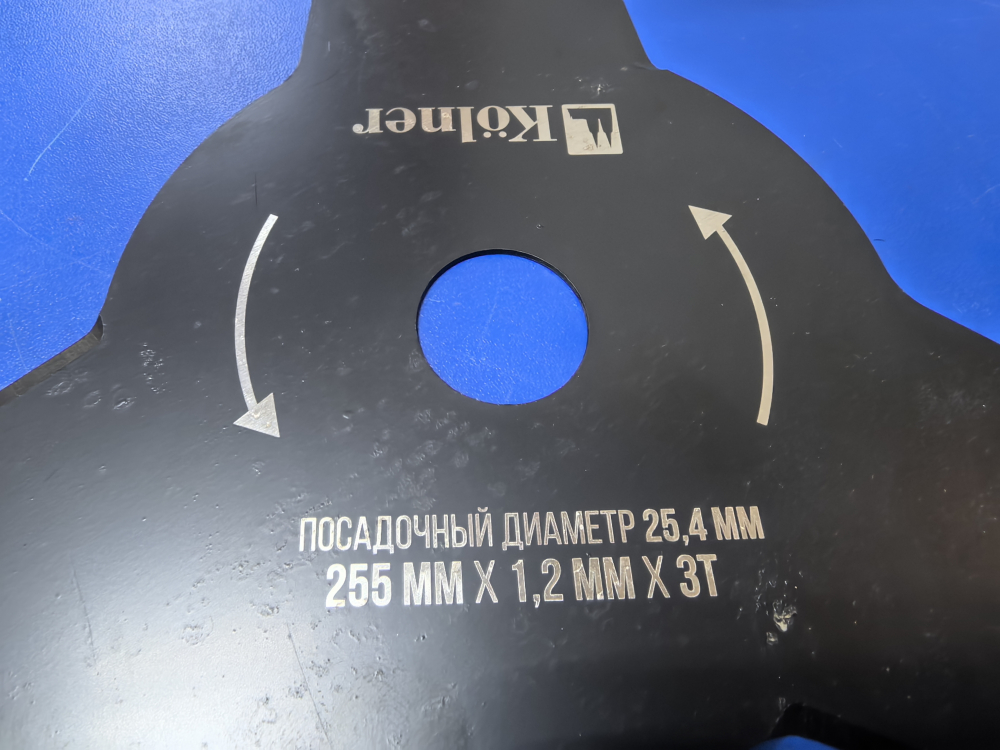 Kölner
ПОСАДОЧНЫЙ ДИАМЕТР 25,4 ММ
255 ММ X 1,2 ММ X 3Т